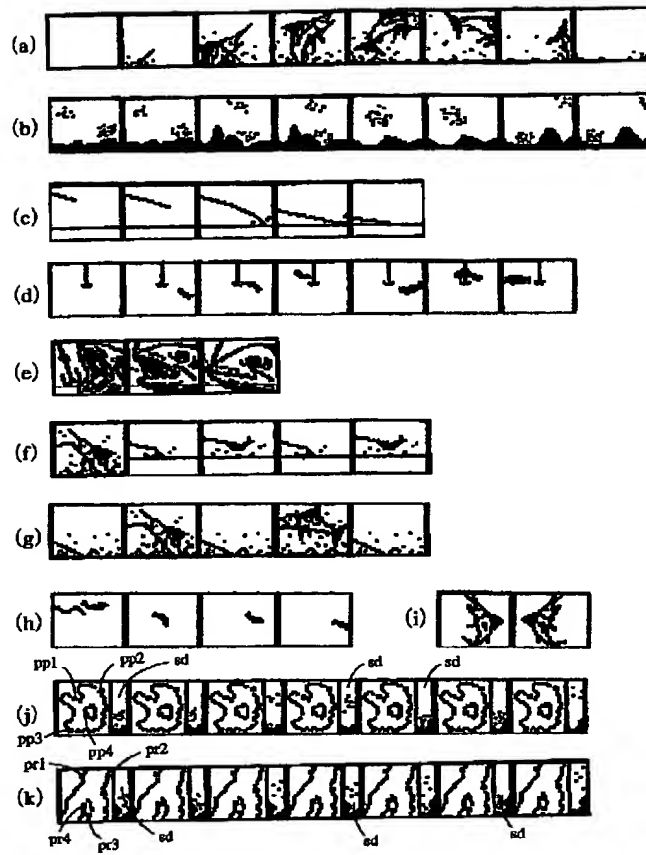 (a)
(b)
(c)
(d)
(e)
(f)
(g)
(h) (i)
pp1 pp2 sd sd sd
(j)
pp3 pp4
pr1 pr2
(k)
pr4 pr3 sd sd sd